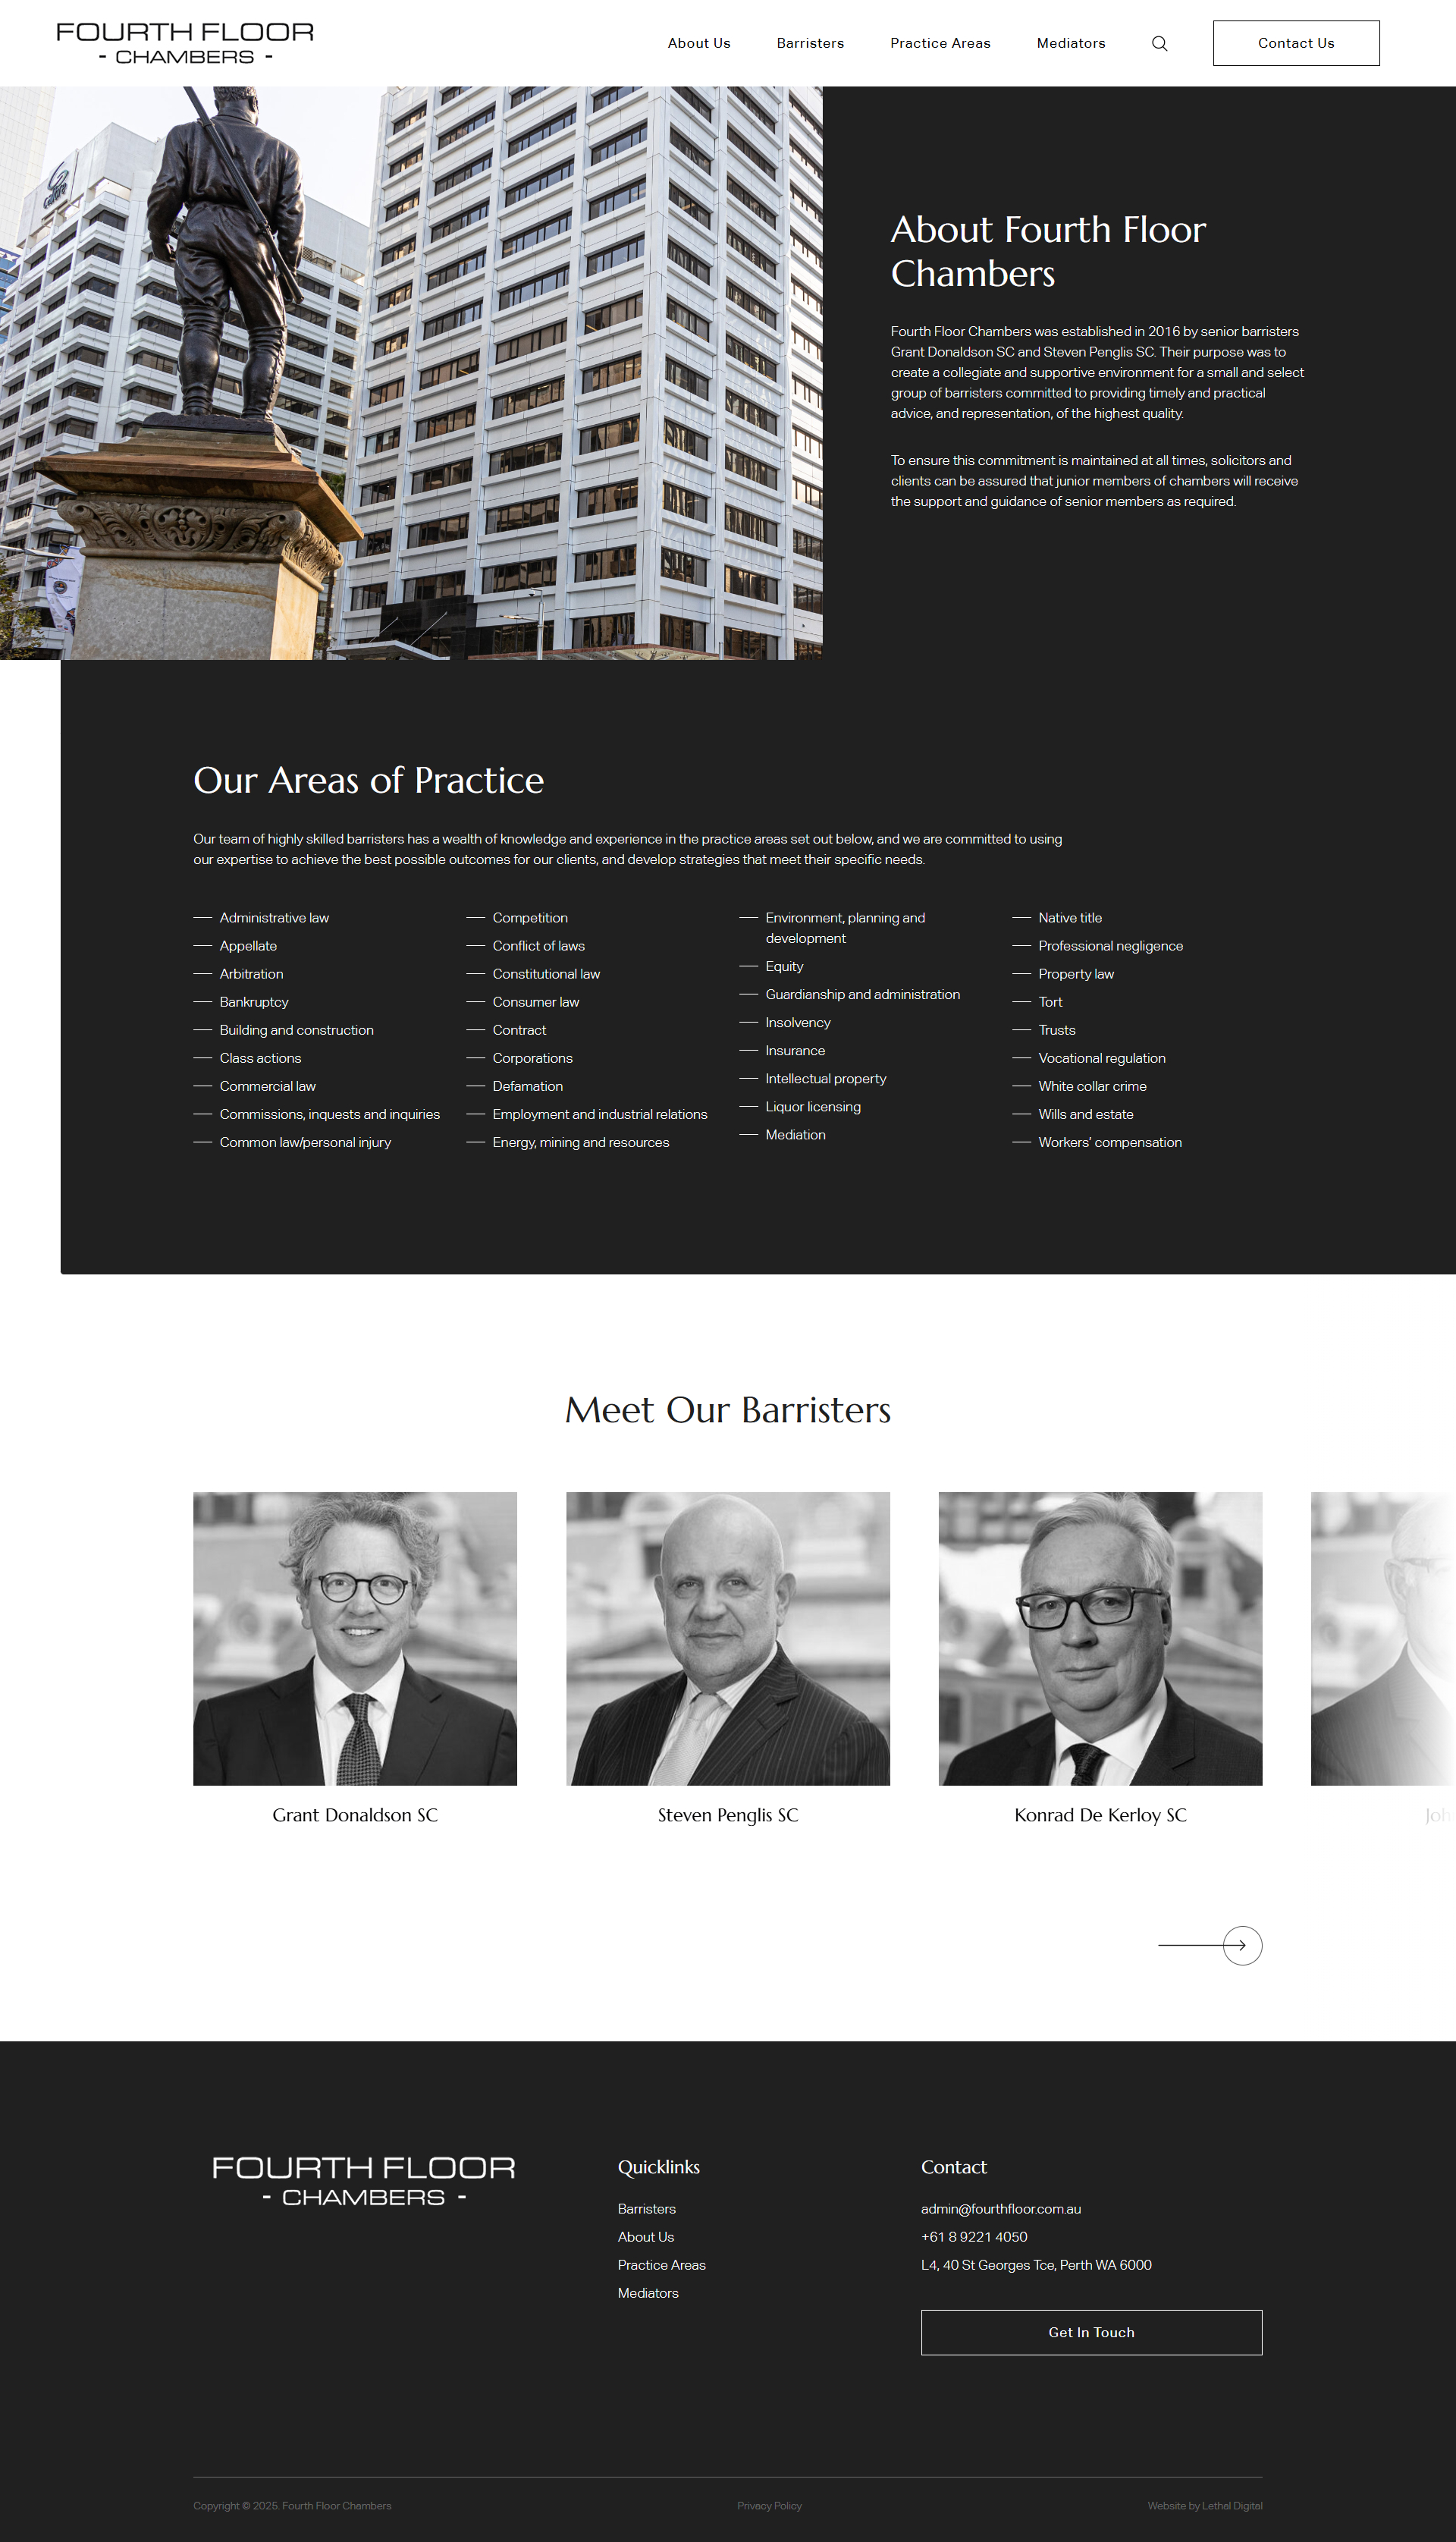 FOURTH FLOOR
- CHAMBERS -
About Us
Barristers
Practice Areas
Mediators
Contact Us
About Fourth Floor
Chambers
Fourth Floor Chambers was established in 2016 by senior barristers
Grant Donaldson SC and Steven Penglis SC. Their purpose was to
create a collegiate and supportive environment for a small and select
group of barristers committed to providing timely and practical
advice, and representation, of the highest quality.
To ensure this commitment is maintained at all times, solicitors and
clients can be assured that junior members of chambers will receive
the support and guidance of senior members as required.
Our Areas of Practice
Our team of highly skilled barristers has a wealth of knowledge and experience in the practice areas set out below, and we are committed to using
our expertise to achieve the best possible outcomes for our clients, and develop strategies that meet their specific needs.
Administrative law
Appellate
Arbitration
Bankruptcy
Building and construction
Class actions
Commercial law
Commissions, inquests and inquiries
Common law/personal injury
Competition
Conflict of laws
Constitutional law
Consumer law
Contract
Corporations
Defamation
Employment and industrial relations
Energy, mining and resources
Environment, planning and
development
Equity
Guardianship and administration
Insolvency
Insurance
Intellectual property
Liquor licensing
Mediation
Native title
Professional negligence
Property law
Tort
Trusts
Vocational regulation
White collar crime
Wills and estate
Workers’ compensation
Meet Our Barristers
Grant Donaldson SC
Steven Penglis SC
Konrad De Kerloy SC
FOURTH FLOOR
- CHAMBERS -
Quicklinks
Barristers
About Us
Practice Areas
Mediators
Contact
admin@fourthfloor.com.au
+61 8 9221 4050
L4, 40 St Georges Tce, Perth WA 6000
Get In Touch
Copyright © 2025. Fourth Floor Chambers
Privacy Policy
Website by Lethal Digital